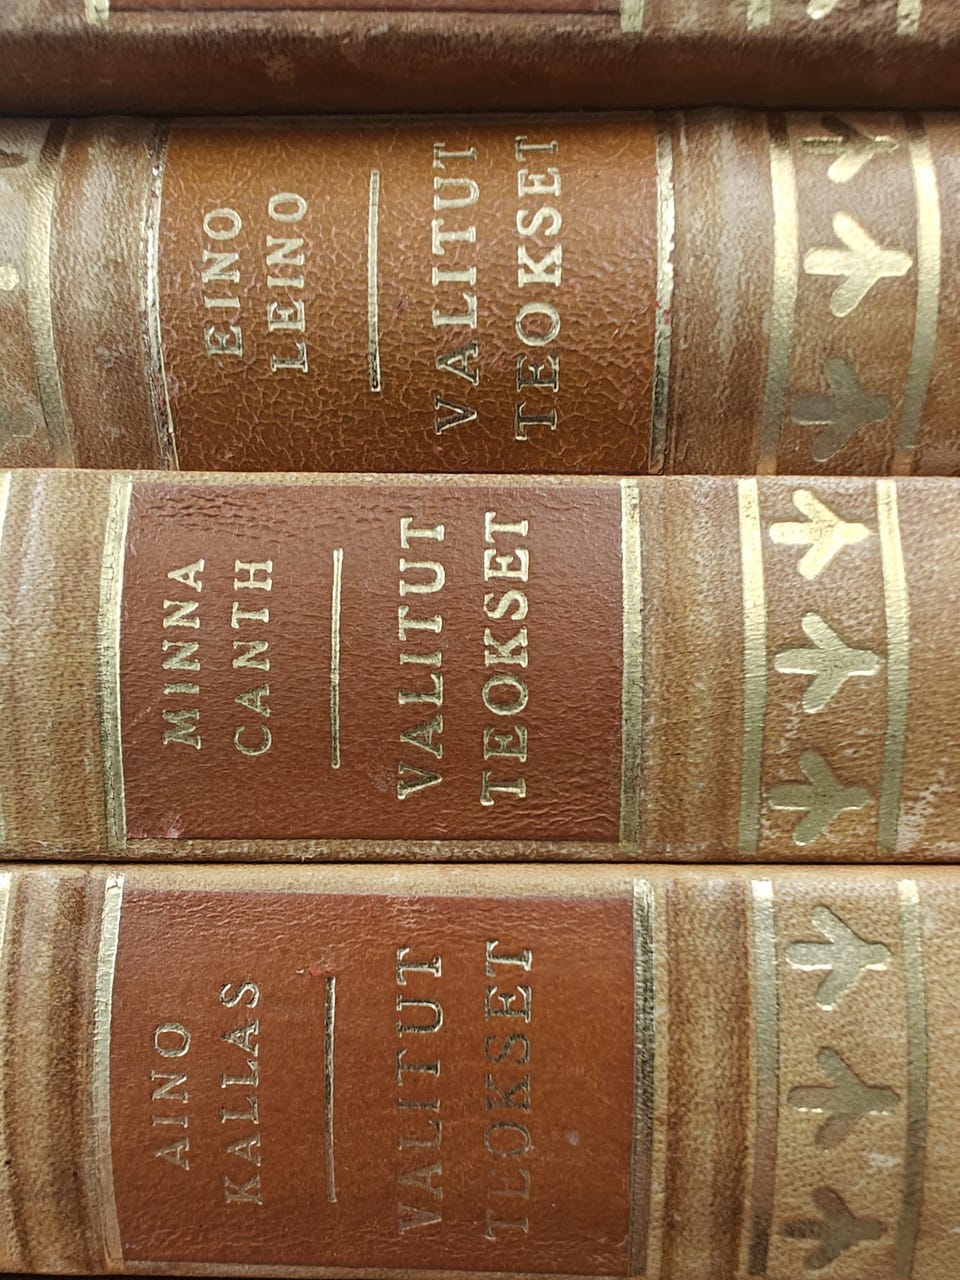 EINO
LEINO
VALITUT
TEOKSET
MINNA
CANTH
VALITUT
TEOKSET
AINO
KALLAS
VALITUT
TEOKSET